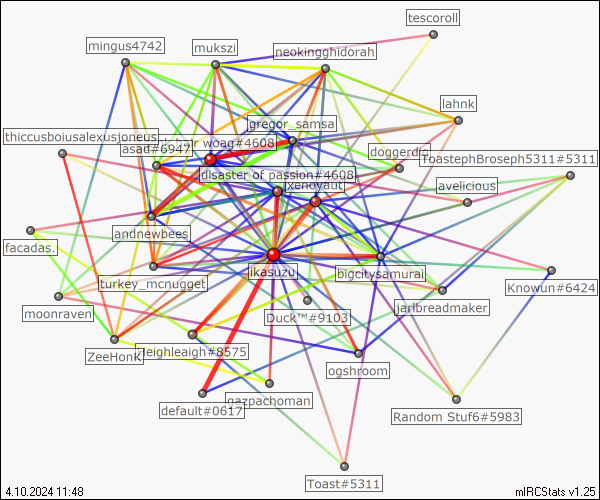 tescoroll
mingus4742
mukszi
neokingghidorah
lahnk
gregor_samsa
thiccusboiusalexusjoneus
asad#6947
r woag#4608
doggerdi
ToastephBroseph5311#5311
disaster of passion#4608
xenoyaut
avelicious
andnewbees
facadas.
ikasuzu
bigcitysamurai
turkey_mcnugget
Knowun#6424
jarlbreadmaker
moonraven
Duck™#9103
ZeeHonk
leighleaigh#8575
ogshroom
gazpachoman
default#0617
Random Stuf6#5983
Toast#5311
4.10.2024 11:48
mIRCStats v1.25